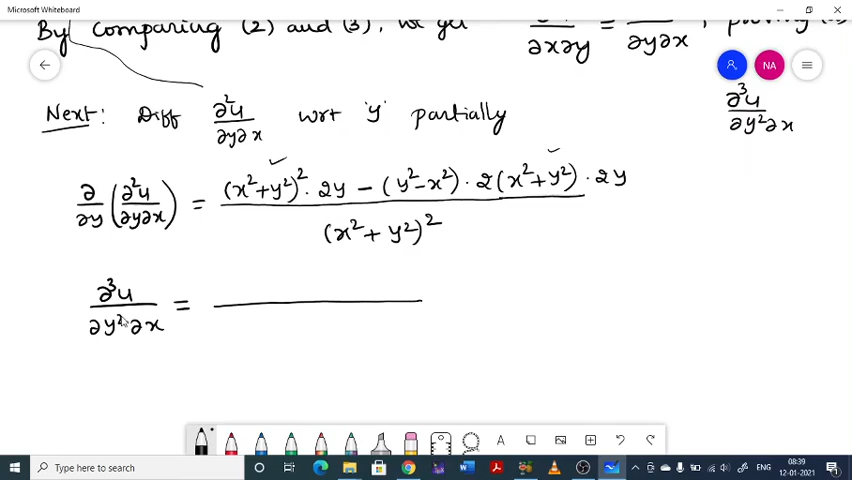 Microsoft Whiteboard
By comparing (2) and (3), we get ∂x∂y = ∂y∂x ,
NA
Next: Diff ∂²u/∂y∂x wrt 'y' partially
∂³u/∂y²∂x
∂/∂y (∂²u/∂y∂x) = (x²+y²)² · 2y − (y²−x²) · 2(x²+y²) · 2y / (x² + y²)²
∂³u/∂y²∂x =
Type here to search
ENG
08:39
12-01-2021